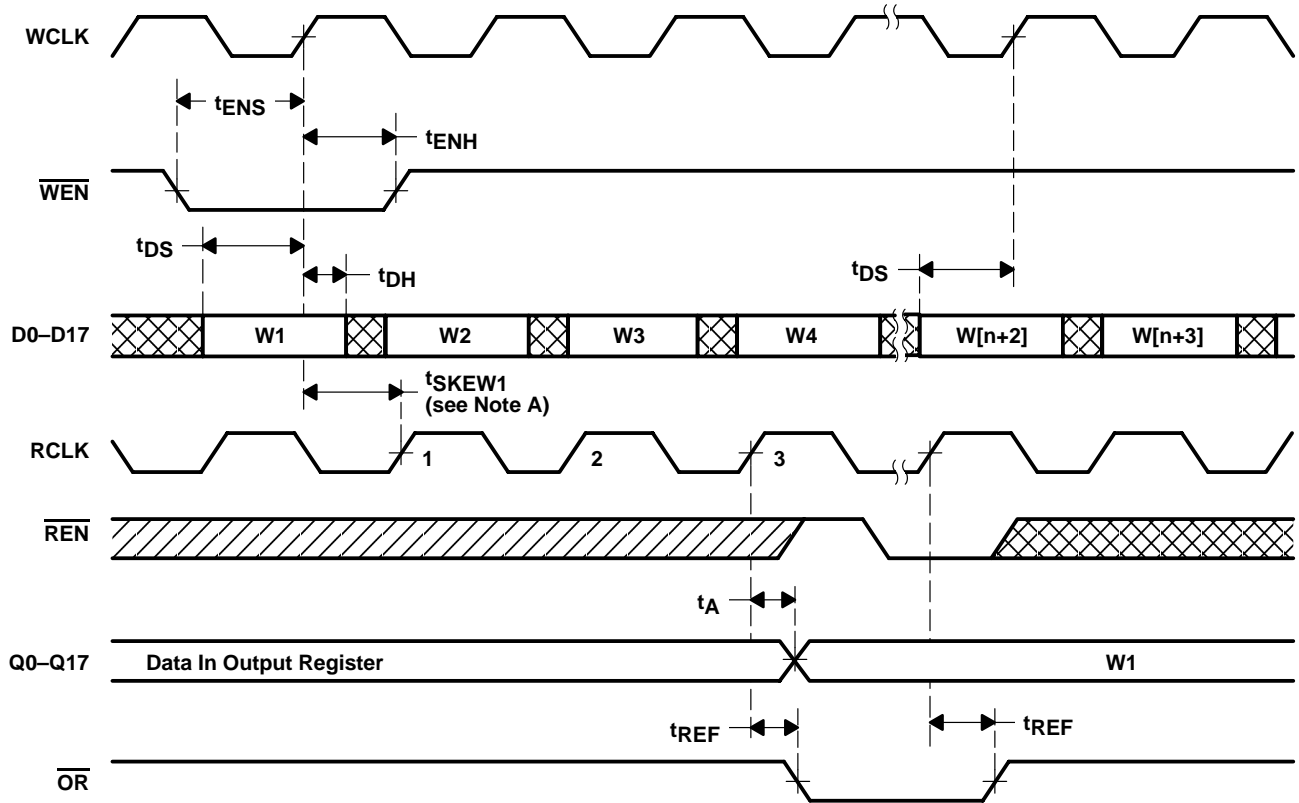 WCLK
tENS
tENH
WEN
tDS
tDH
tDS
D0–D17
W1
W2
W3
W4
W[n+2]
W[n+3]
tSKEW1
(see Note A)
RCLK
1
2
3
REN
tA
Q0–Q17
Data In Output Register
W1
tREF
tREF
OR